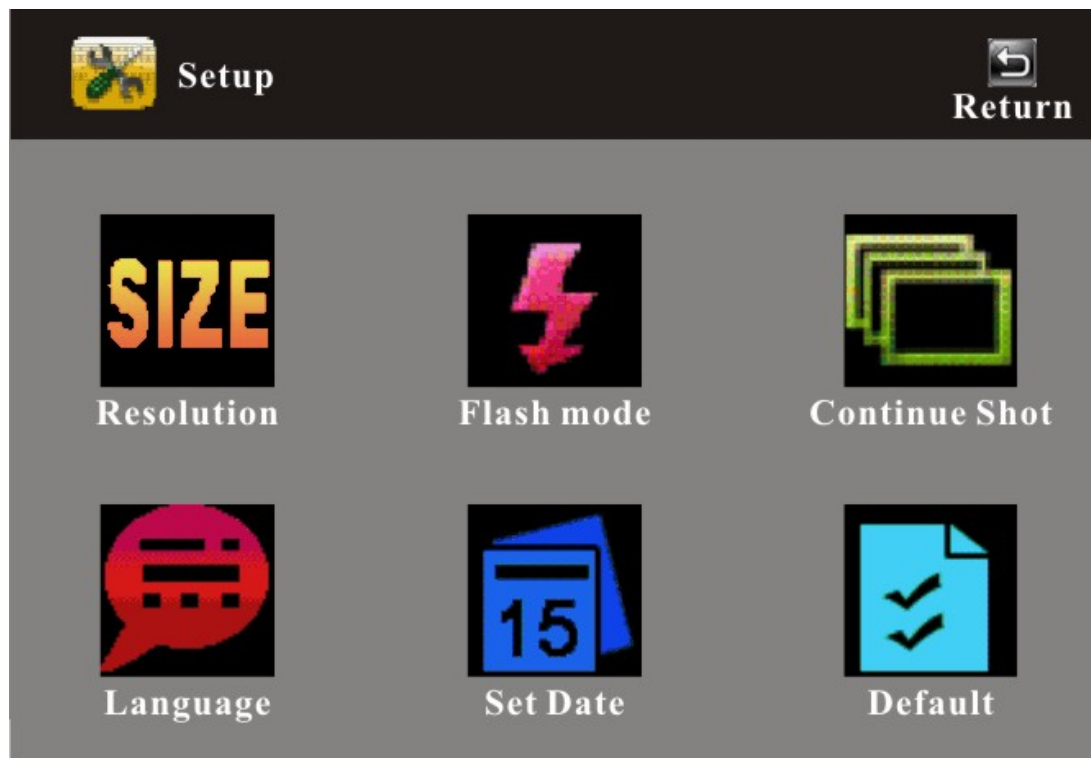 Setup
Return
SIZE
Resolution
Flash mode
Continue Shot
15
Language
Set Date
Default